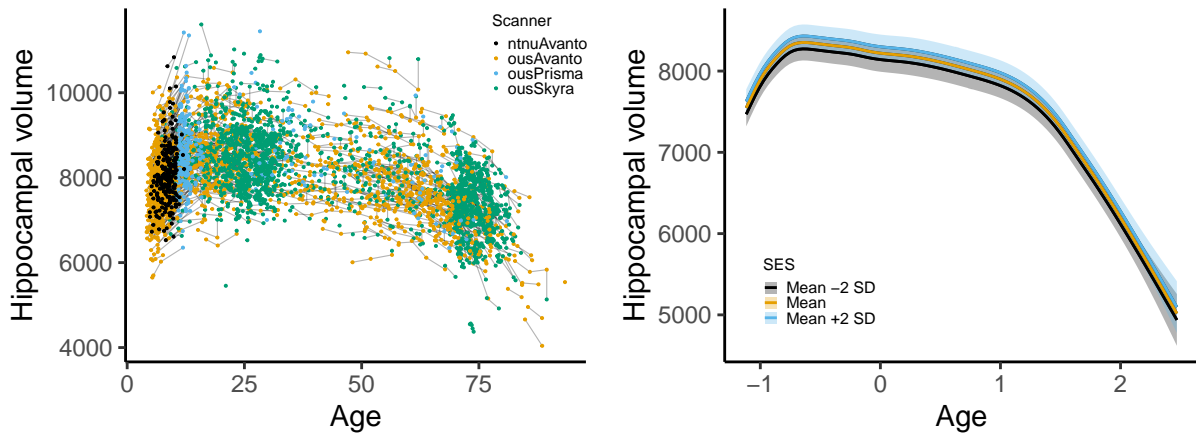 Scanner
ntnuAvanto
ousAvanto
ousPrisma
ousSkyra
Hippocampal volume
10000
8000
6000
4000
0 25 50 75
Age
Hippocampal volume
8000
7000
6000
5000
SES
Mean −2 SD
Mean
Mean +2 SD
−1 0 1 2
Age